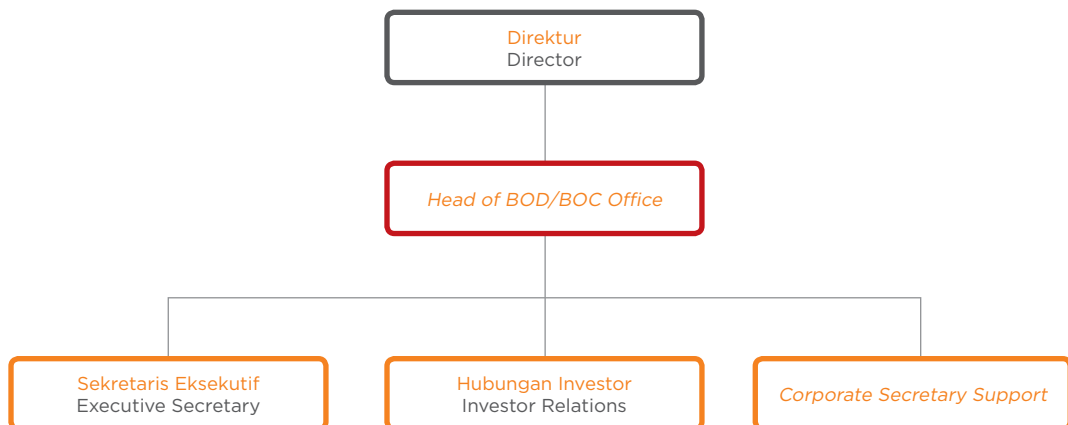 Direktur
Director
Head of BOD/BOC Office
Sekretaris Eksekutif
Executive Secretary
Hubungan Investor
Investor Relations
Corporate Secretary Support